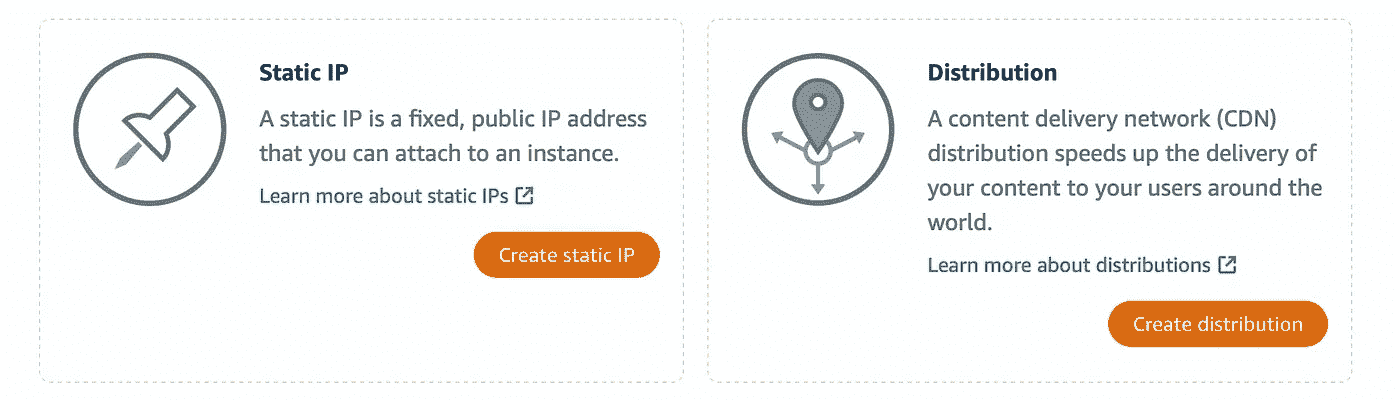 Static IP
A static IP is a fixed, public IP address
that you can attach to an instance.
Learn more about static IPs
Create static IP
Distribution
A content delivery network (CDN)
distribution speeds up the delivery of
your content to your users around the
world.
Learn more about distributions
Create distribution